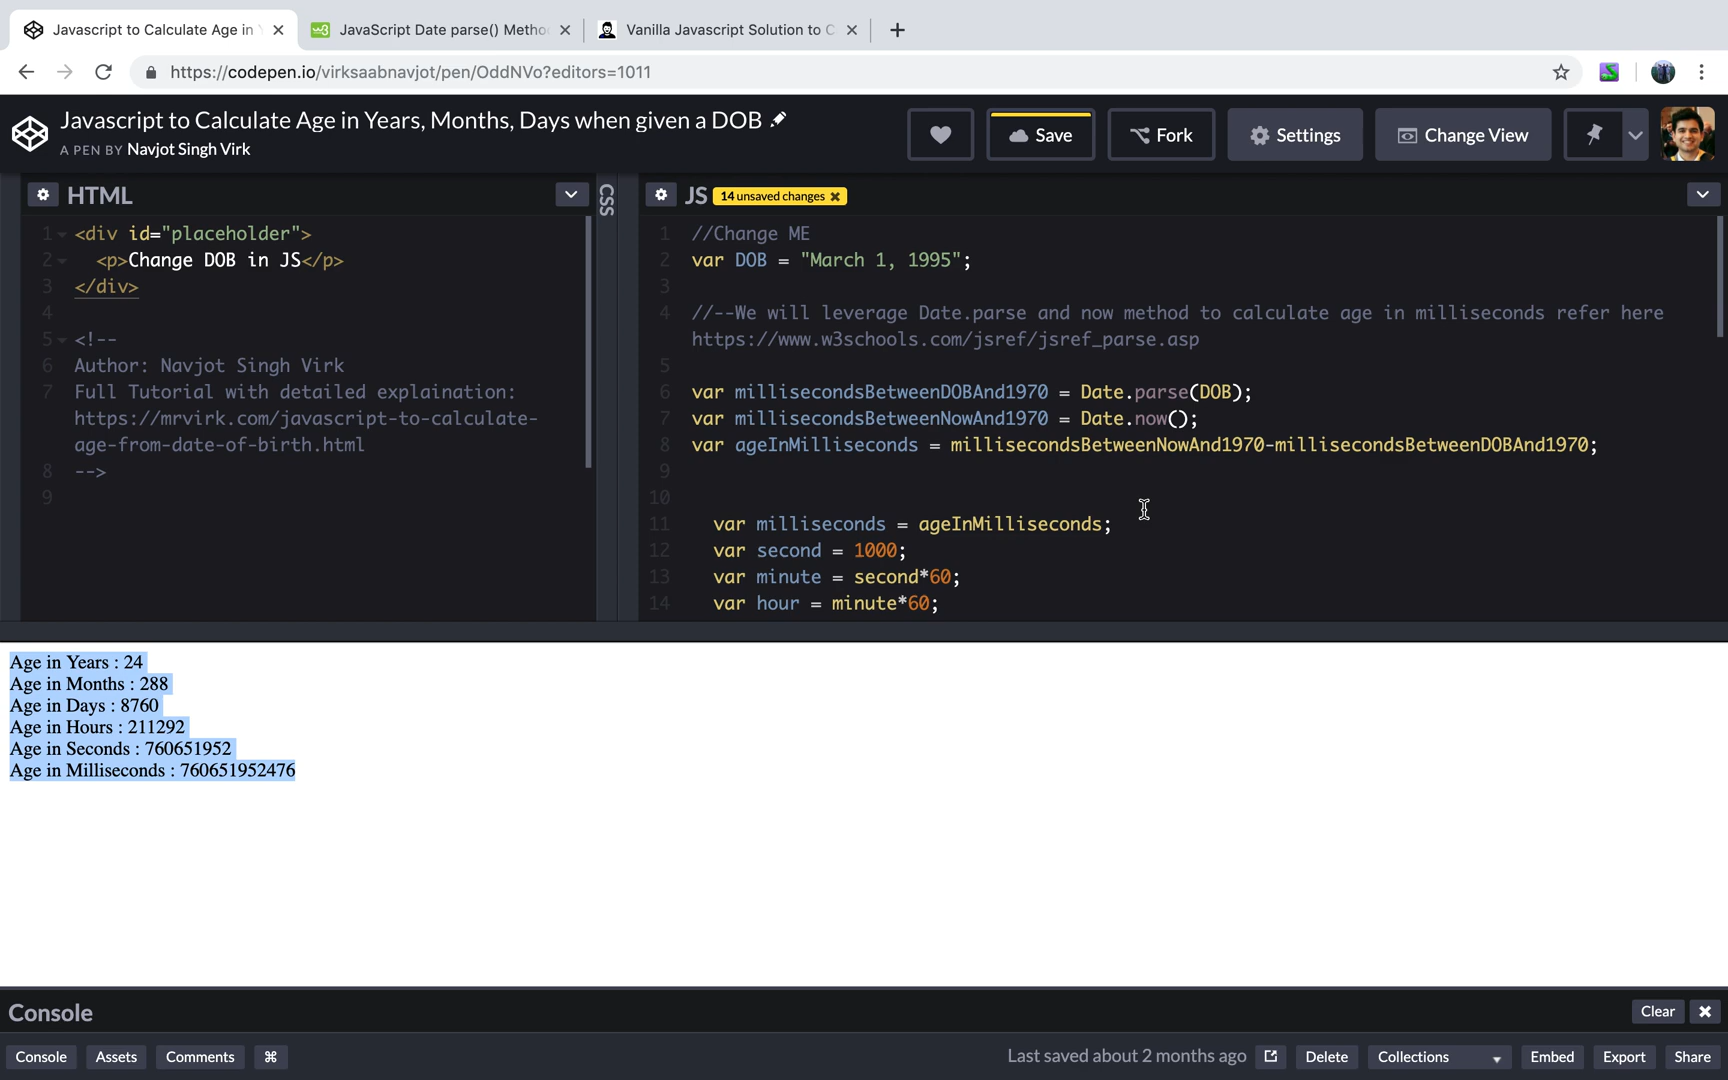 Javascript to Calculate Age in
JavaScript Date parse() Metho
Vanilla Javascript Solution to C
https://codepen.io/virksaabnavjot/pen/OddNVo?editors=1011
Javascript to Calculate Age in Years, Months, Days when given a DOB
A PEN BY Navjot Singh Virk
Save
Fork
Settings
Change View
HTML
1 <div id="placeholder">
2 <p>Change DOB in JS</p>
3 </div>
4
5 <!--
6 Author: Navjot Singh Virk
7 Full Tutorial with detailed explaination:
https://mrvirk.com/javascript-to-calculate-
age-from-date-of-birth.html
8 -->
9
CSS
JS 14 unsaved changes ×
1 //Change ME
2 var DOB = "March 1, 1995";
3
4 //--We will leverage Date.parse and now method to calculate age in milliseconds refer here
https://www.w3schools.com/jsref/jsref_parse.asp
5
6 var millisecondsBetweenDOBAnd1970 = Date.parse(DOB);
7 var millisecondsBetweenNowAnd1970 = Date.now();
8 var ageInMilliseconds = millisecondsBetweenNowAnd1970-millisecondsBetweenDOBAnd1970;
9
10
11 var milliseconds = ageInMilliseconds;
12 var second = 1000;
13 var minute = second*60;
14 var hour = minute*60;
Age in Years : 24
Age in Months : 288
Age in Days : 8760
Age in Hours : 211292
Age in Seconds : 760651952
Age in Milliseconds : 760651952476
Console
Clear
Console
Assets
Comments
⌘
Last saved about 2 months ago
Delete
Collections
Embed
Export
Share